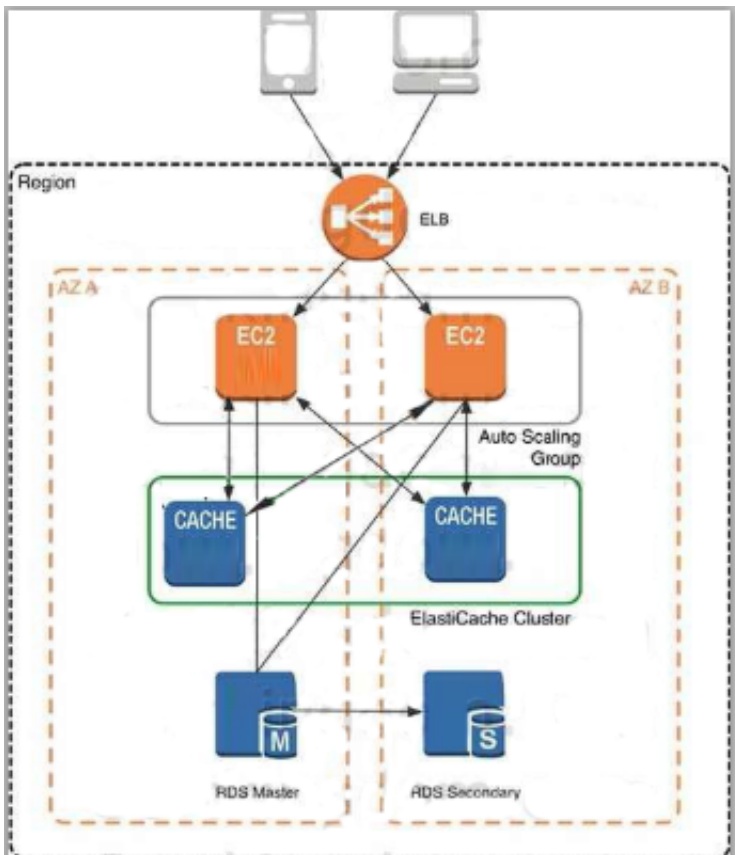 Region
ELB
AZ A
AZ B
EC2
EC2
Auto Scaling
Group
CACHE
CACHE
ElastiCache Cluster
M
S
RDS Master
RDS Secondary